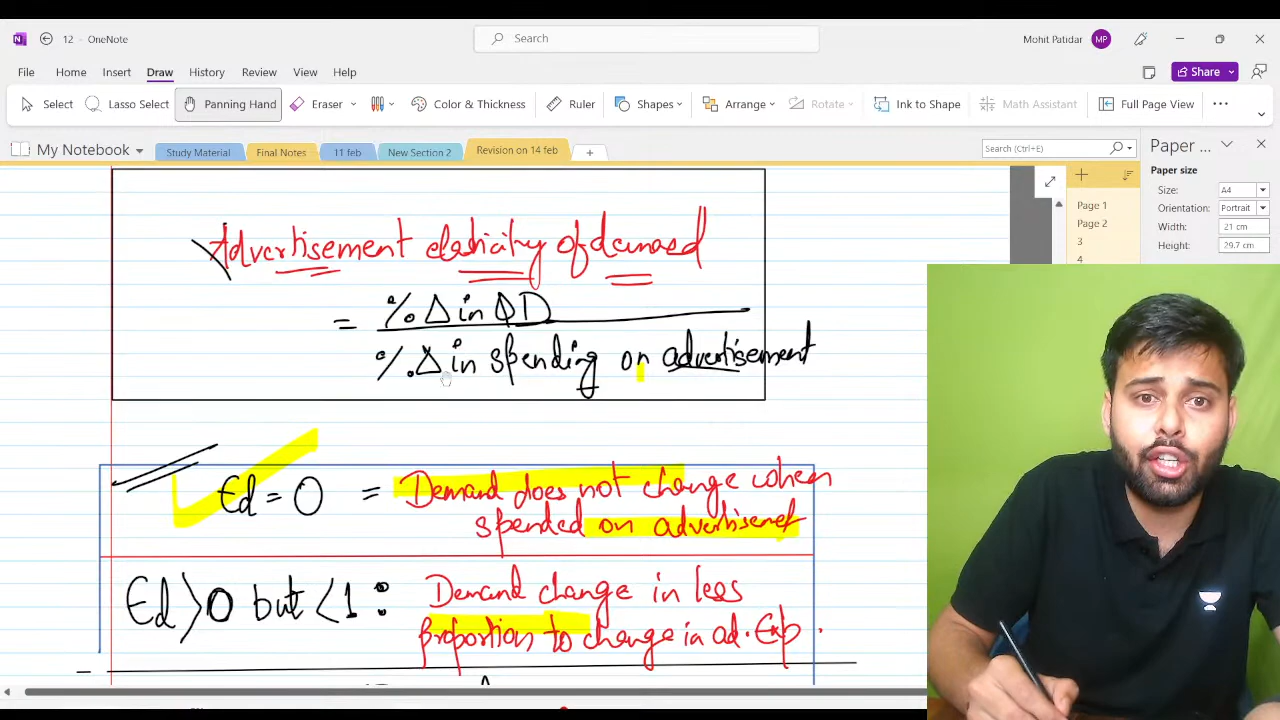 12 - OneNote
Search
Mohit Patidar
MP
File
Home
Insert
Draw
History
Review
View
Help
Share
Select
Lasso Select
Panning Hand
Eraser
Color & Thickness
Ruler
Shapes
Arrange
Rotate
Ink to Shape
Math Assistant
Full Page View
My Notebook
Study Material
Final Notes
11 feb
New Section 2
Revision on 14 feb
Search (Ctrl+E)
Paper ...
Paper size
Size:
A4
Orientation:
Portrait
Width:
21 cm
Height:
29.7 cm
Page 1
Page 2
3
4
Advertisement elasticity of demand
= %Δ in QD
%Δ in spending on advertisement
Ed = 0 = Demand does not change when
spended on advertisemet
Ed > 0 but < 1 : Demand change in less
proportion to change in ad. Exp.